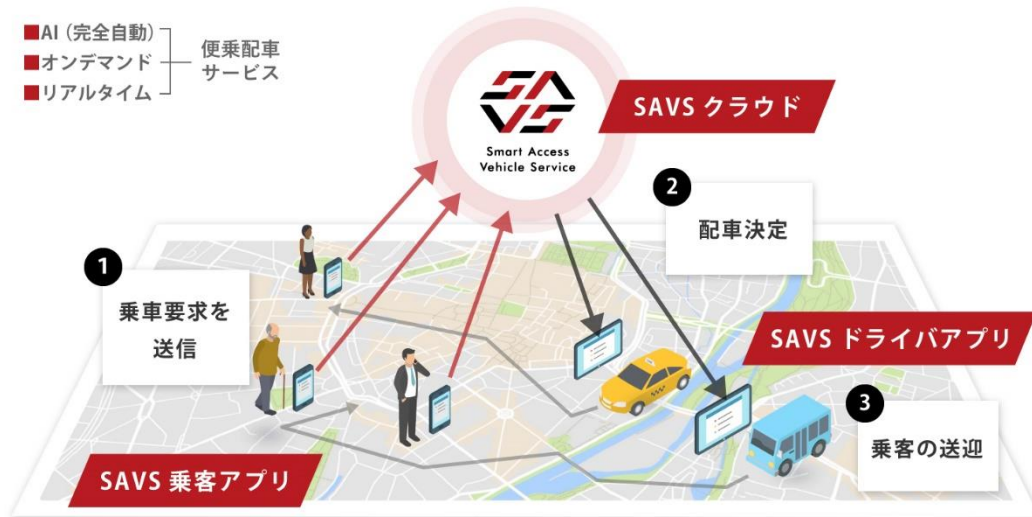 ■AI（完全自動）
■オンデマンド
■リアルタイム
便乗配車
サービス
SAVS
Smart Access
Vehicle Service
SAVS クラウド
1
乗車要求を
送信
2
配車決定
SAVS ドライバアプリ
3
乗客の送迎
SAVS 乗客アプリ